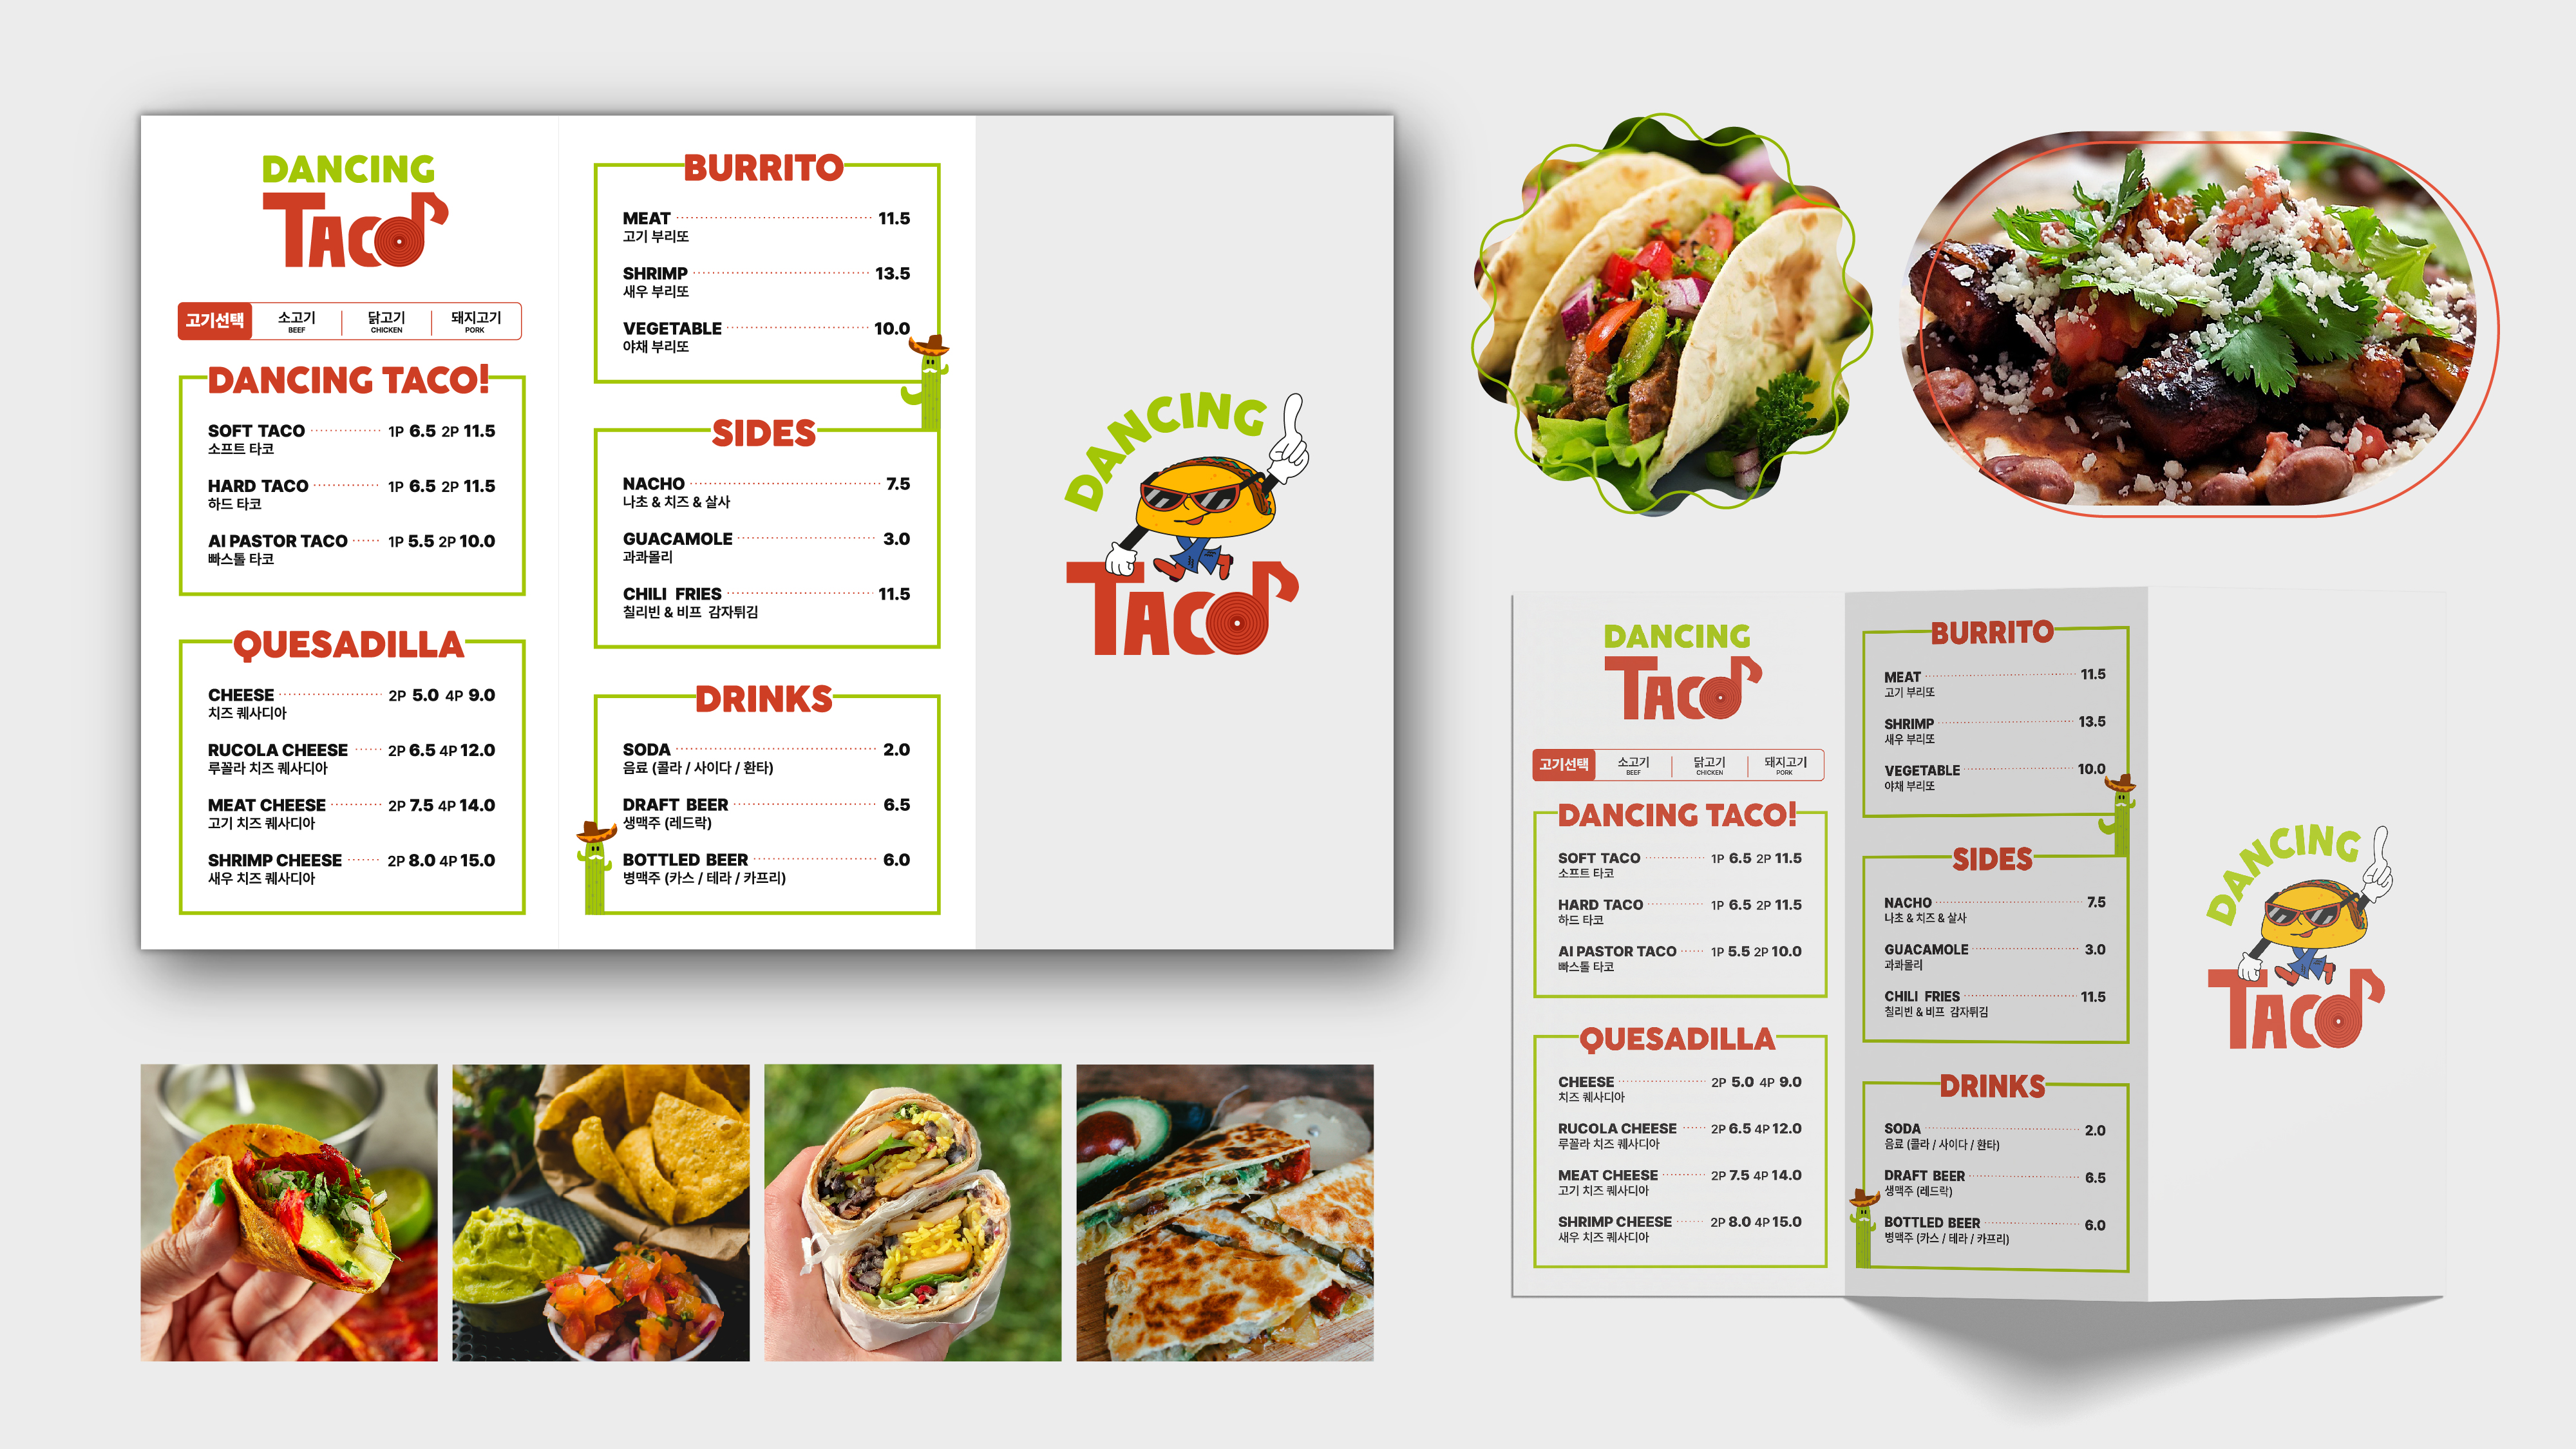 DANCING
TACO
고기선택
소고기
BEEF
닭고기
CHICKEN
돼지고기
PORK
DANCING TACO!
SOFT TACO 1P 6.5 2P 11.5
소프트 타코
HARD TACO 1P 6.5 2P 11.5
하드 타코
AI PASTOR TACO 1P 5.5 2P 10.0
빠스톨 타코
QUESADILLA
CHEESE 2P 5.0 4P 9.0
치즈 퀘사디아
RUCOLA CHEESE 2P 6.5 4P 12.0
루꼴라 치즈 퀘사디아
MEAT CHEESE 2P 7.5 4P 14.0
고기 치즈 퀘사디아
SHRIMP CHEESE 2P 8.0 4P 15.0
새우 치즈 퀘사디아
BURRITO
MEAT 11.5
고기 부리또
SHRIMP 13.5
새우 부리또
VEGETABLE 10.0
야채 부리또
SIDES
NACHO 7.5
나초 & 치즈 & 살사
GUACAMOLE 3.0
과콰몰리
CHILI FRIES 11.5
칠리빈 & 비프 감자튀김
DRINKS
SODA 2.0
음료 (콜라 / 사이다 / 환타)
DRAFT BEER 6.5
생맥주 (레드락)
BOTTLED BEER 6.0
병맥주 (카스 / 테라 / 카프리)
DANCING
TACO
DANCING
TACO
고기선택
소고기
BEEF
닭고기
CHICKEN
돼지고기
PORK
DANCING TACO!
SOFT TACO 1P 6.5 2P 11.5
소프트 타코
HARD TACO 1P 6.5 2P 11.5
하드 타코
AI PASTOR TACO 1P 5.5 2P 10.0
빠스톨 타코
QUESADILLA
CHEESE 2P 5.0 4P 9.0
치즈 퀘사디아
RUCOLA CHEESE 2P 6.5 4P 12.0
루꼴라 치즈 퀘사디아
MEAT CHEESE 2P 7.5 4P 14.0
고기 치즈 퀘사디아
SHRIMP CHEESE 2P 8.0 4P 15.0
새우 치즈 퀘사디아
BURRITO
MEAT 11.5
고기 부리또
SHRIMP 13.5
새우 부리또
VEGETABLE 10.0
야채 부리또
SIDES
NACHO 7.5
나초 & 치즈 & 살사
GUACAMOLE 3.0
과콰몰리
CHILI FRIES 11.5
칠리빈 & 비프 감자튀김
DRINKS
SODA 2.0
음료 (콜라 / 사이다 / 환타)
DRAFT BEER 6.5
생맥주 (레드락)
BOTTLED BEER 6.0
병맥주 (카스 / 테라 / 카프리)
DANCING
TACO